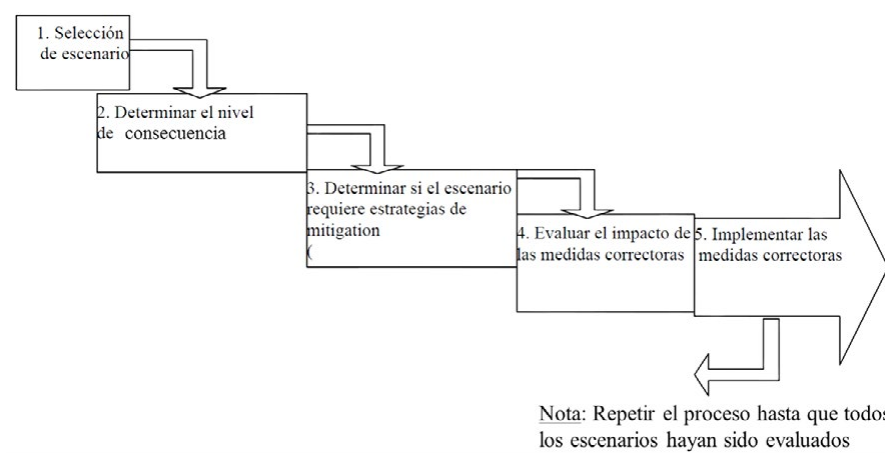 1. Selección
de escenario
2. Determinar el nivel
de consecuencia
3. Determinar si el escenario
requiere estrategias de
mitigation
(
4. Evaluar el impacto de
las medidas correctoras
5. Implementar las
medidas correctoras
Nota: Repetir el proceso hasta que todos
los escenarios hayan sido evaluados